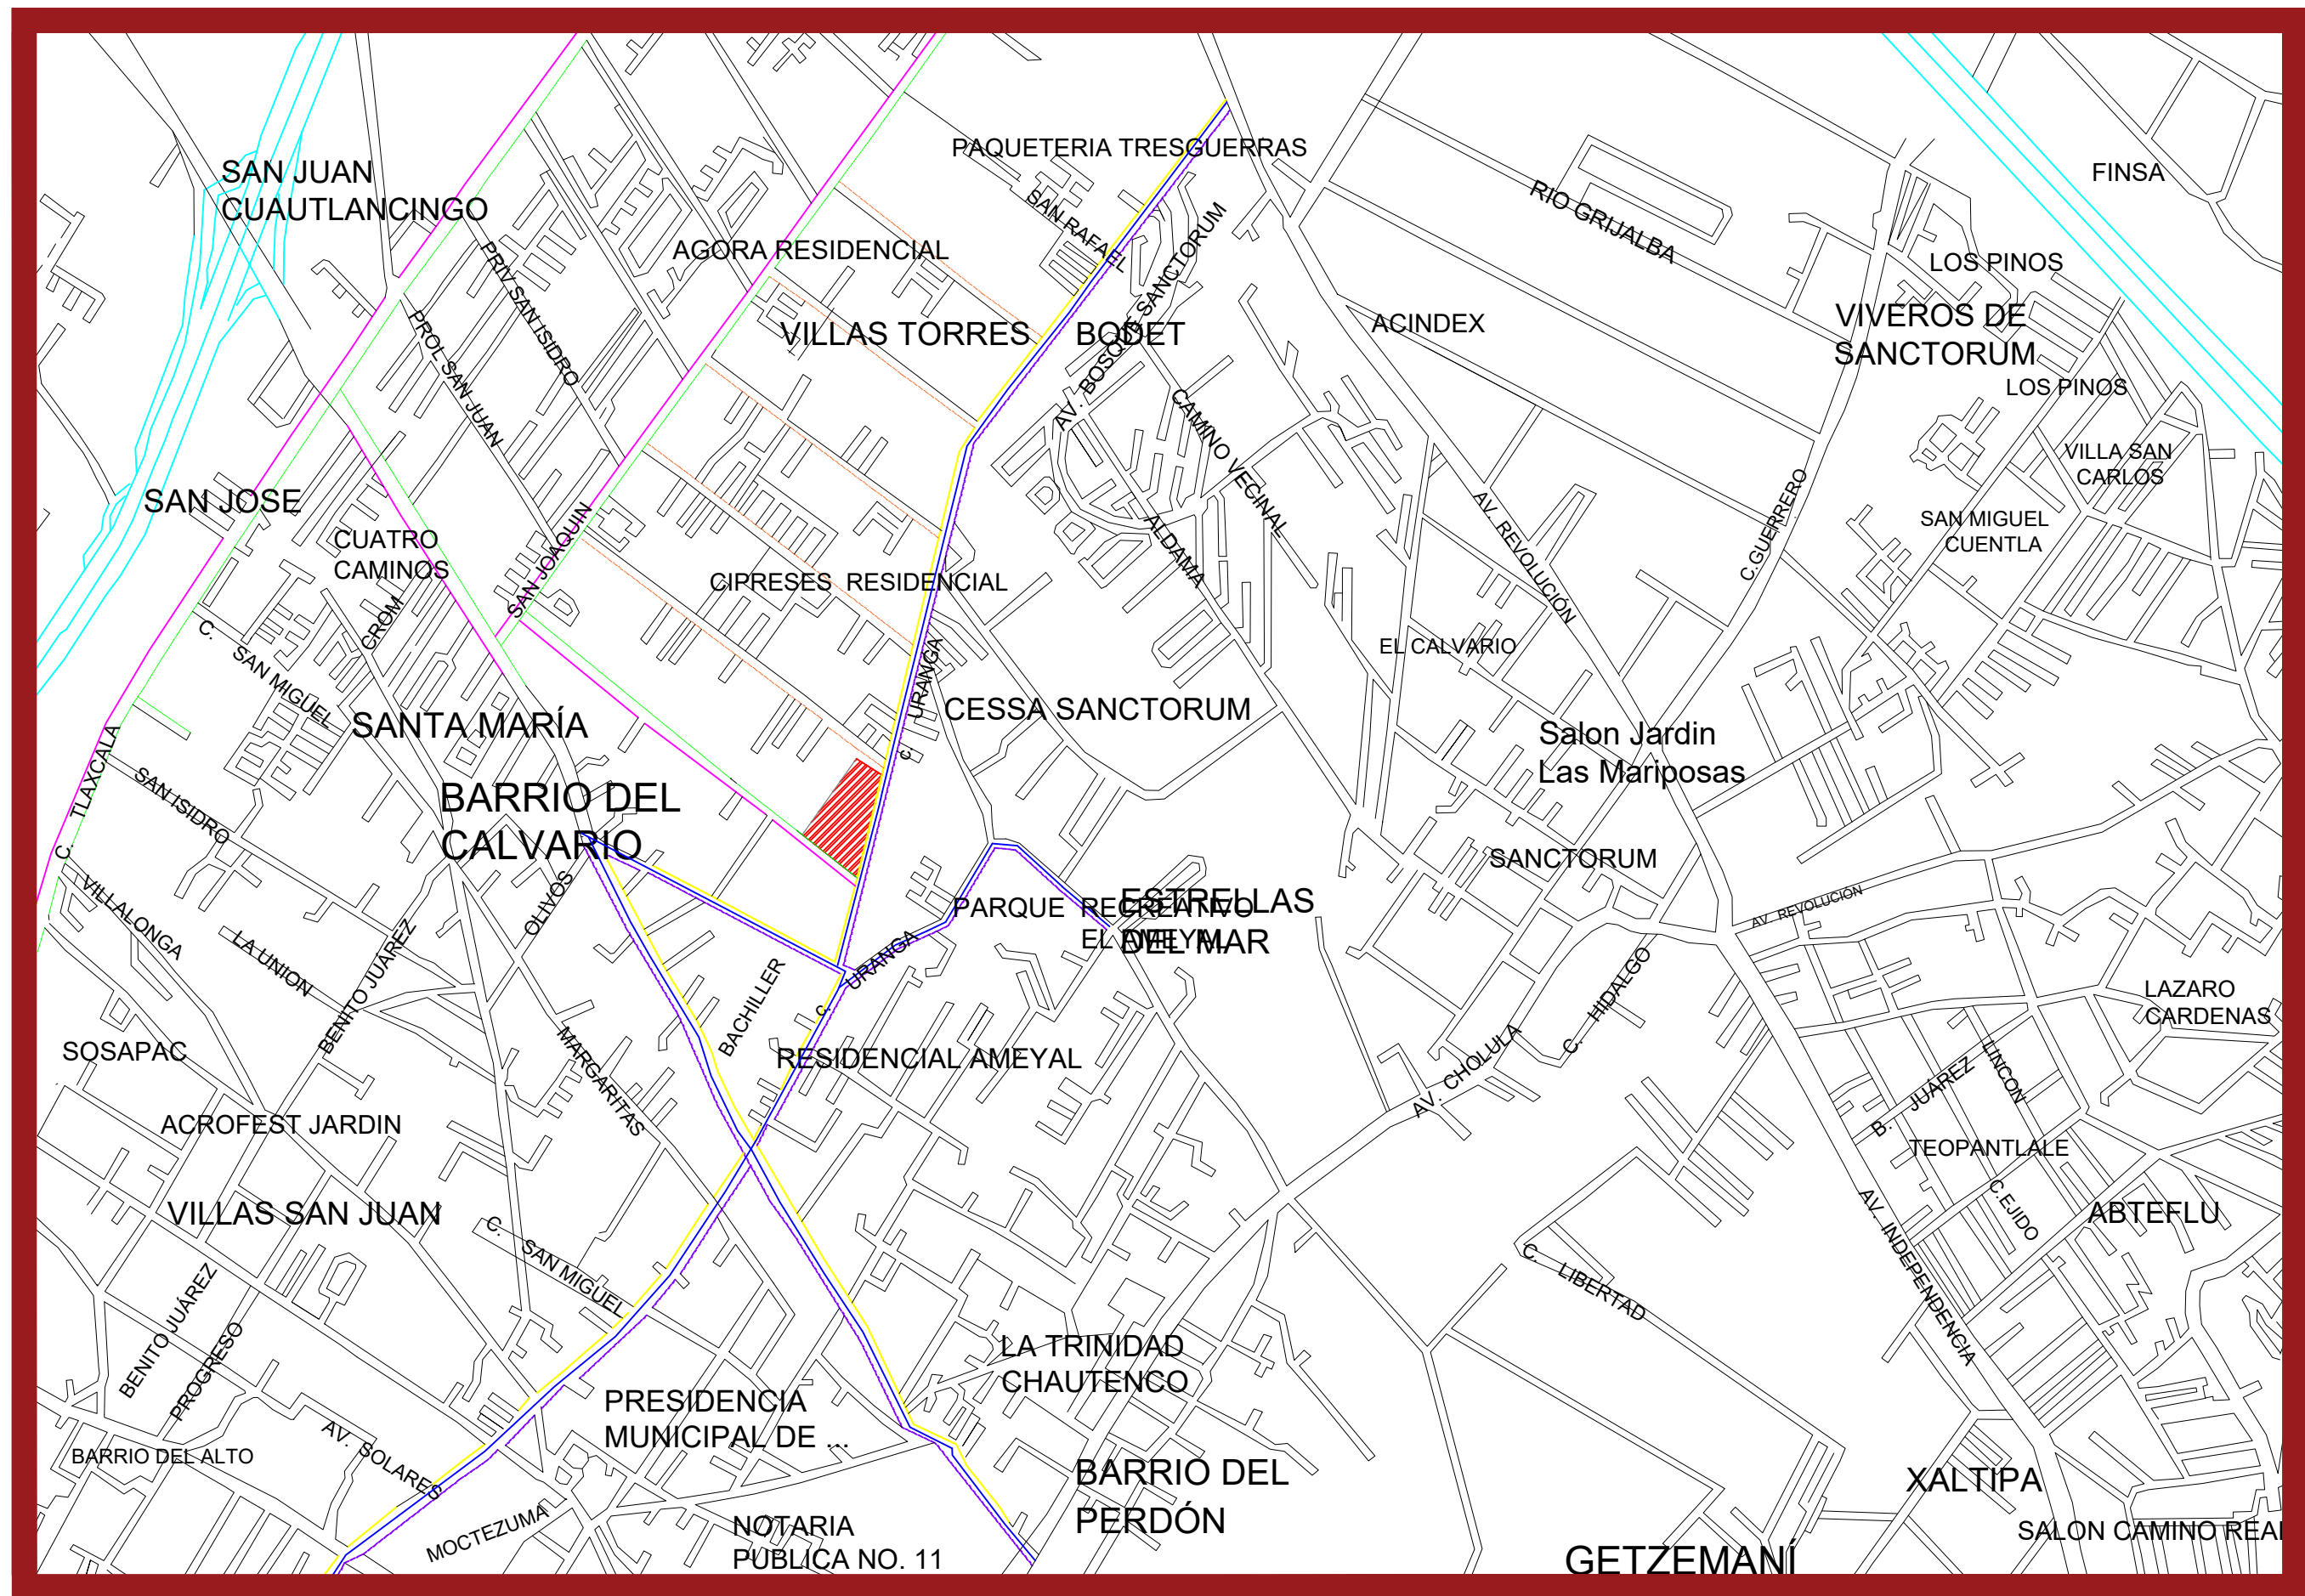 PAQUETERIA TRESGUERRAS
SAN JUAN
CUAUTLANCINGO
FINSA
RIO GRIJALBA
SAN RAFAEL
AV. BOSQUE SANCTORUM
AGORA RESIDENCIAL
PRIV SAN ISIDRO
LOS PINOS
VILLAS TORRES BODET
ACINDEX
VIVEROS DE
SANCTORUM
PROL SAN JUAN
LOS PINOS
CAMINO VECINAL
VILLA SAN
CARLOS
SAN JOSE
CUATRO
CAMINOS
SAN JOAQUIN
ALDAMA
AV. REVOLUCIÓN
C.GUERRERO
SAN MIGUEL
CUENTLA
CIPRESES RESIDENCIAL
CROM
C. SAN MIGUEL
EL CALVARIO
C. URANGA
CESSA SANCTORUM
SANTA MARÍA
Salon Jardin
Las Mariposas
C. TLAXCALA
SAN ISIDRO
BARRIO DEL
CALVARIO
SANCTORUM
VILLALONGA
OLIVOS
PARQUE RECREATIVO
EL AMEYAL
ESTRELLAS
DEL MAR
AV. REVOLUCIÓN
LA UNION
BENITO JUÁREZ
C. URANGA
BACHILLER
C. HIDALGO
LAZARO
CARDENAS
SOSAPAC
RESIDENCIAL AMEYAL
MARGARITAS
AV. CHOLULA
B. JUÁREZ
LINCON
ACROFEST JARDIN
TEOPANTLALE
VILLAS SAN JUAN
C. SAN MIGUEL
C.EJIDO
ABTEFLU
AV. INDEPENDENCIA
C. LIBERTAD
BENITO JUÁREZ
PROGRESO
LA TRINIDAD
CHAUTENCO
PRESIDENCIA
MUNICIPAL DE ...
AV. SOLARES
BARRIO DEL ALTO
BARRIO DEL
PERDÓN
XALTIPA
MOCTEZUMA
NOTARIA
PUBLICA NO. 11
SALON CAMINO REAL
GETZEMANÍ